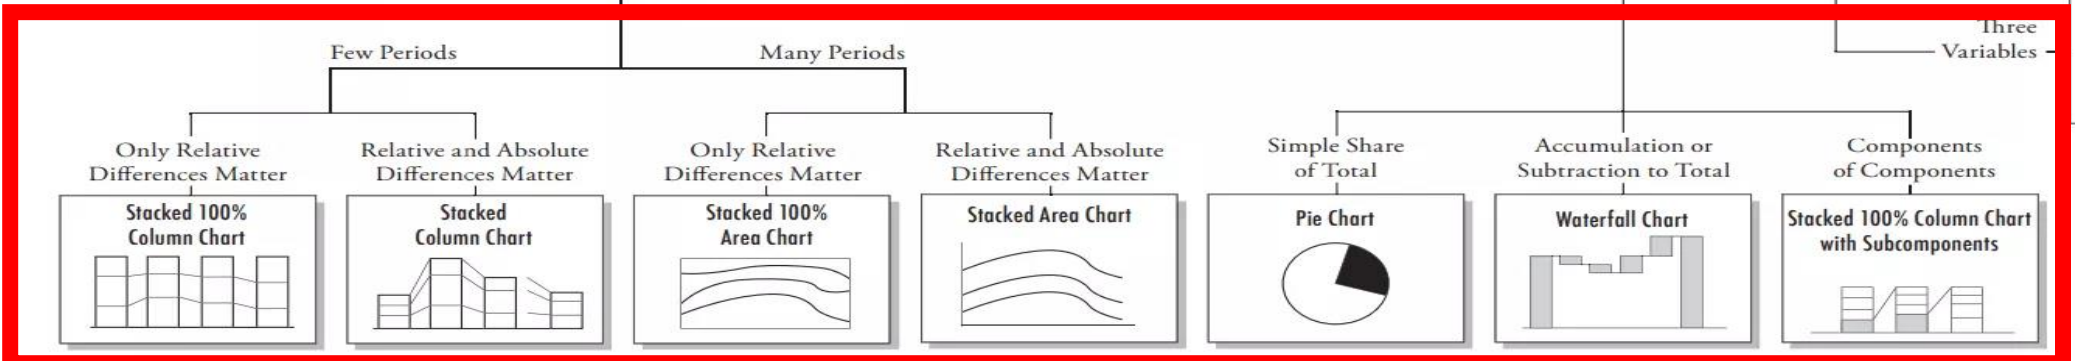 Three
Variables
Few Periods
Many Periods
Only Relative
Differences Matter
Relative and Absolute
Differences Matter
Only Relative
Differences Matter
Relative and Absolute
Differences Matter
Simple Share
of Total
Accumulation or
Subtraction to Total
Components
of Components
Stacked 100%
Column Chart
Stacked
Column Chart
Stacked 100%
Area Chart
Stacked Area Chart
Pie Chart
Waterfall Chart
Stacked 100% Column Chart
with Subcomponents